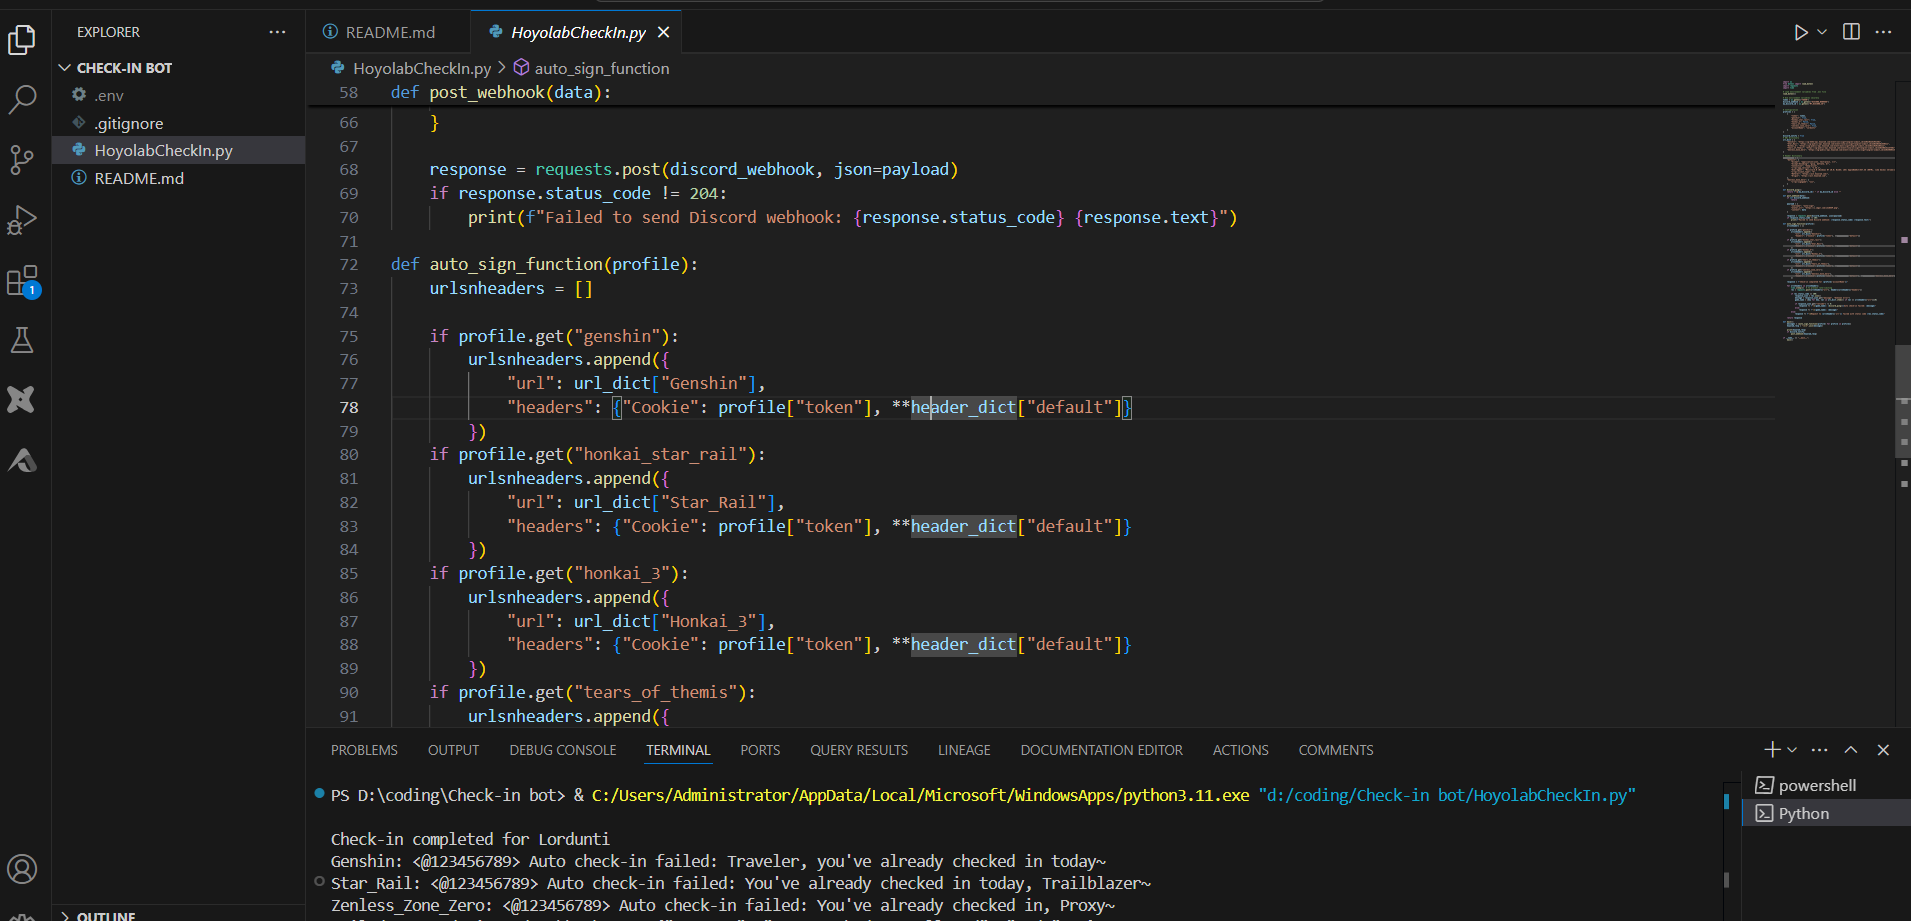 EXPLORER
CHECK-IN BOT
.env
.gitignore
HoyolabCheckIn.py
README.md
OUTLINE
README.md
HoyolabCheckIn.py
HoyolabCheckIn.py > auto_sign_function
58 def post_webhook(data):
66 }
67
68 response = requests.post(discord_webhook, json=payload)
69 if response.status_code != 204:
70 print(f"Failed to send Discord webhook: {response.status_code} {response.text}")
71
72 def auto_sign_function(profile):
73 urlsnheaders = []
74
75 if profile.get("genshin"):
76 urlsnheaders.append({
77 "url": url_dict["Genshin"],
78 "headers": {"Cookie": profile["token"], **header_dict["default"]}
79 })
80 if profile.get("honkai_star_rail"):
81 urlsnheaders.append({
82 "url": url_dict["Star_Rail"],
83 "headers": {"Cookie": profile["token"], **header_dict["default"]}
84 })
85 if profile.get("honkai_3"):
86 urlsnheaders.append({
87 "url": url_dict["Honkai_3"],
88 "headers": {"Cookie": profile["token"], **header_dict["default"]}
89 })
90 if profile.get("tears_of_themis"):
91 urlsnheaders.append({
PROBLEMS OUTPUT DEBUG CONSOLE TERMINAL PORTS QUERY RESULTS LINEAGE DOCUMENTATION EDITOR ACTIONS COMMENTS
PS D:\coding\Check-in bot> & C:/Users/Administrator/AppData/Local/Microsoft/WindowsApps/python3.11.exe "d:/coding/Check-in bot/HoyolabCheckIn.py"
Check-in completed for Lordunti
Genshin: <@123456789> Auto check-in failed: Traveler, you've already checked in today~
Star_Rail: <@123456789> Auto check-in failed: You've already checked in today, Trailblazer~
Zenless_Zone_Zero: <@123456789> Auto check-in failed: You've already checked in, Proxy~
powershell
Python
1